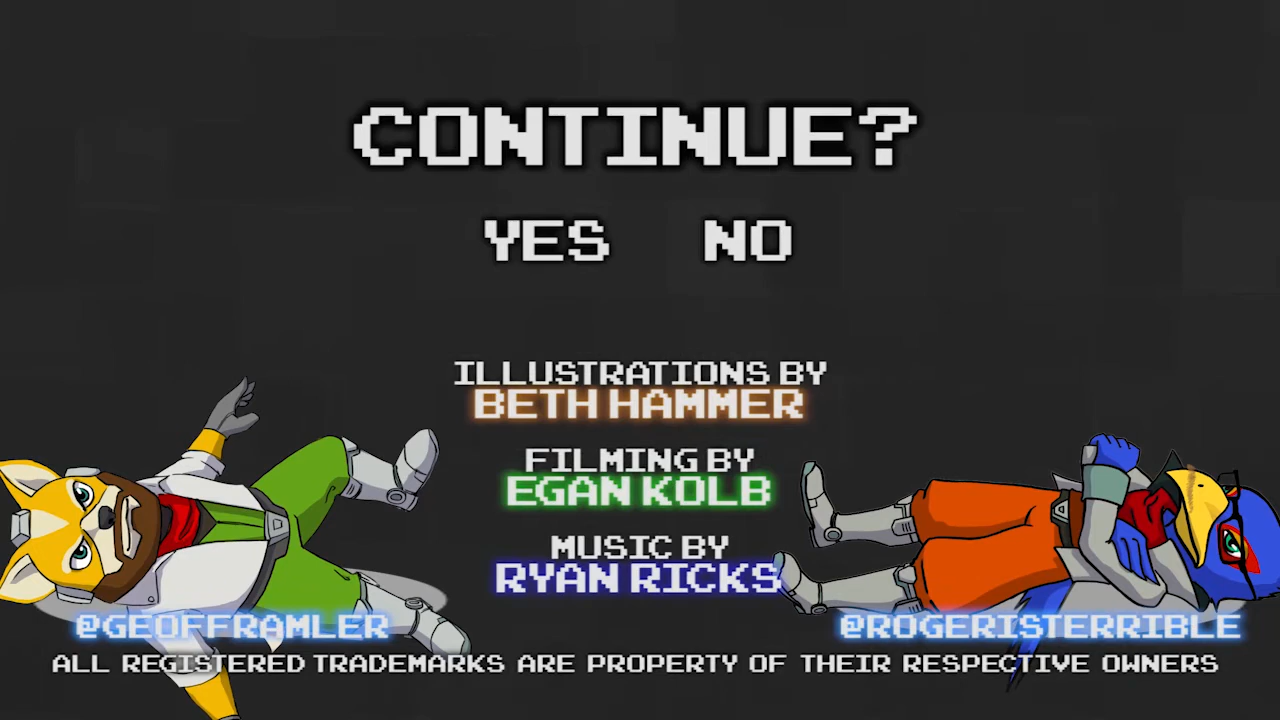 CONTINUE?
YES NO
ILLUSTRATIONS BY
BETH HAMMER
FILMING BY
EGAN KOLB
MUSIC BY
RYAN RICKS
@GEOFFRAMLER @ROGERISTERRIBLE
ALL REGISTERED TRADEMARKS ARE PROPERTY OF THEIR RESPECTIVE OWNERS